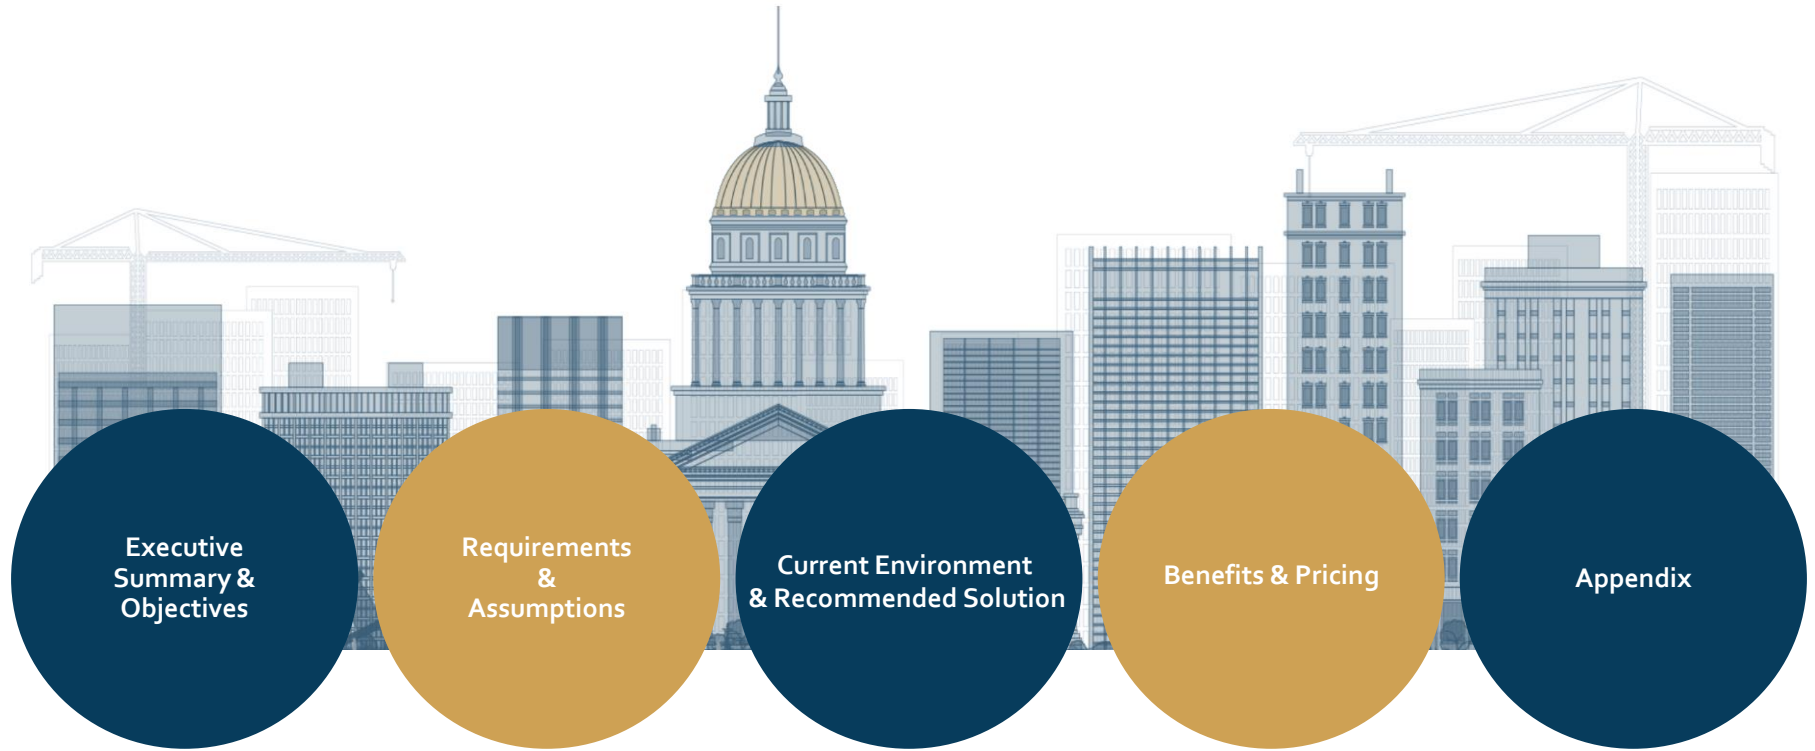 Executive
Summary &
Objectives
Requirements
&
Assumptions
Current Environment
& Recommended Solution
Benefits & Pricing
Appendix